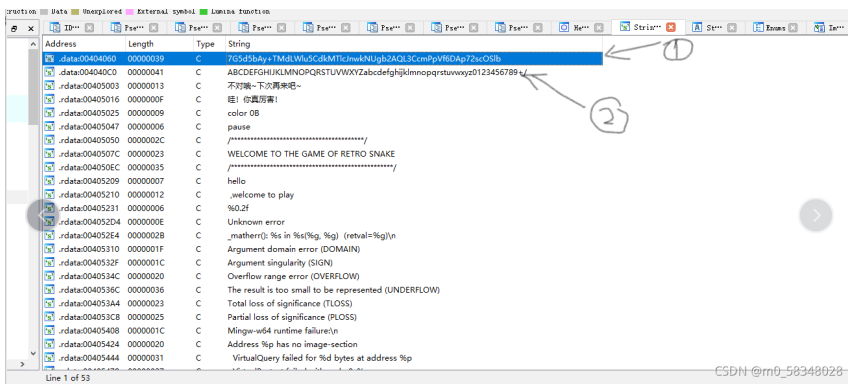 ruction Data Unexplored External symbol Lumina function
ID... Pse... Pse... Pse... Pse... Pse... Pse... Pse... He... Strin... St... Enums Im...
Address Length Type String
.data:00404060 00000039 C 7G5d5bAy+TMdLWlu5CdkMTlcJnwkNUgb2AQL3CcmPpVf6DAp72scOSlb
.data:004040C0 00000041 C ABCDEFGHIJKLMNOPQRSTUVWXYZabcdefghijklmnopqrstuvwxyz0123456789+/
.rdata:00405003 00000013 C 不对哦~下次再来吧~
.rdata:00405016 0000000F C 哇！你真厉害！
.rdata:00405025 00000009 C color 0B
.rdata:00405047 00000006 C pause
.rdata:00405050 0000002C C /*****************************************/
.rdata:0040507C 00000023 C WELCOME TO THE GAME OF RETRO SNAKE
.rdata:004050EC 00000035 C /**************************************************/
.rdata:00405209 00000007 C hello
.rdata:00405210 00000012 C ,welcome to play
.rdata:00405231 00000006 C %0.2f
.rdata:004052D4 0000000E C Unknown error
.rdata:004052E4 0000002B C _matherr(): %s in %s(%g, %g) (retval=%g)\n
.rdata:00405310 0000001F C Argument domain error (DOMAIN)
.rdata:0040532F 0000001C C Argument singularity (SIGN)
.rdata:0040534C 00000020 C Overflow range error (OVERFLOW)
.rdata:0040536C 00000036 C The result is too small to be represented (UNDERFLOW)
.rdata:004053A4 00000023 C Total loss of significance (TLOSS)
.rdata:004053C8 00000025 C Partial loss of significance (PLOSS)
.rdata:00405408 0000001C C Mingw-w64 runtime failure:\n
.rdata:00405424 00000020 C Address %p has no image-section
.rdata:00405444 00000031 C VirtualQuery failed for %d bytes at address %p
Line 1 of 53
①
②
CSDN @m0_58348028